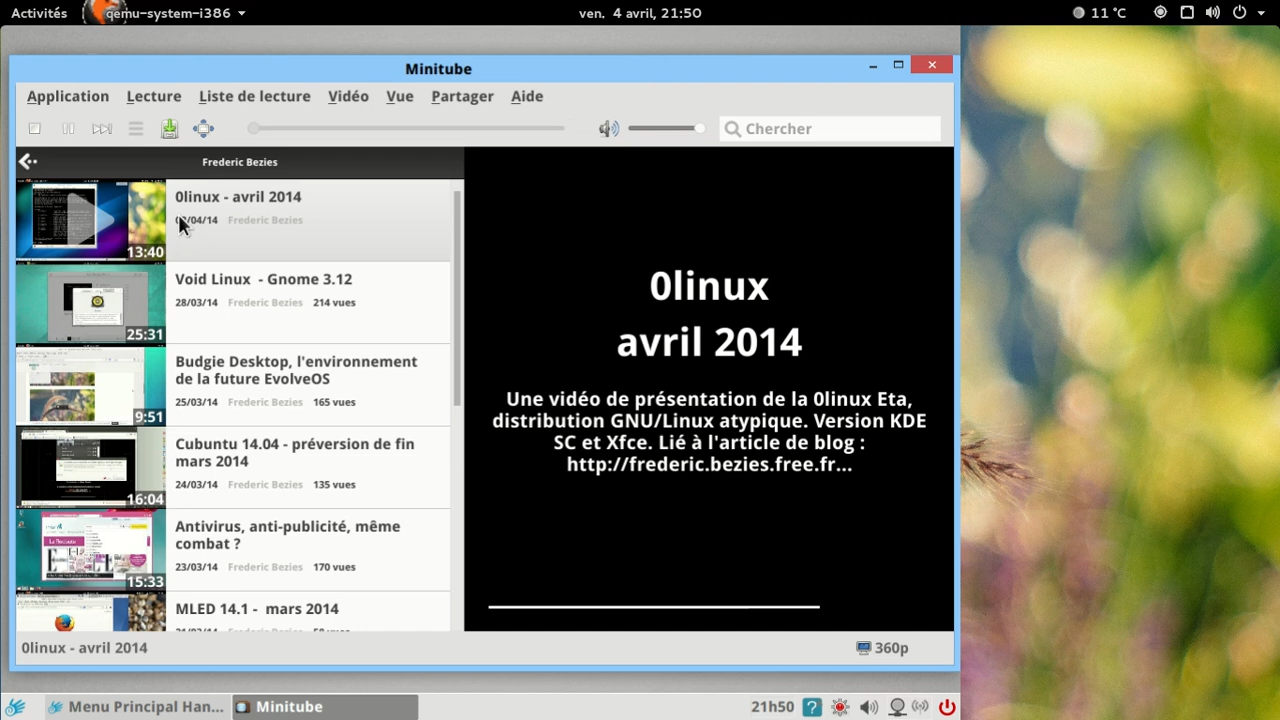 Activités
qemu-system-i386
ven. 4 avril, 21:50
11 °C
Minitube
Application Lecture Liste de lecture Vidéo Vue Partager Aide
Chercher
Frederic Bezies
0linux - avril 2014
/04/14 Frederic Bezies
13:40
Void Linux - Gnome 3.12
28/03/14 Frederic Bezies 214 vues
25:31
Budgie Desktop, l'environnement
de la future EvolveOS
25/03/14 Frederic Bezies 165 vues
9:51
Cubuntu 14.04 - préversion de fin
mars 2014
24/03/14 Frederic Bezies 135 vues
16:04
Antivirus, anti-publicité, même
combat ?
23/03/14 Frederic Bezies 170 vues
15:33
MLED 14.1 - mars 2014
0linux
avril 2014
Une vidéo de présentation de la 0linux Eta,
distribution GNU/Linux atypique. Version KDE
SC et Xfce. Lié à l'article de blog :
http://frederic.bezies.free.fr...
0linux - avril 2014
360p
Menu Principal Han...
Minitube
21h50